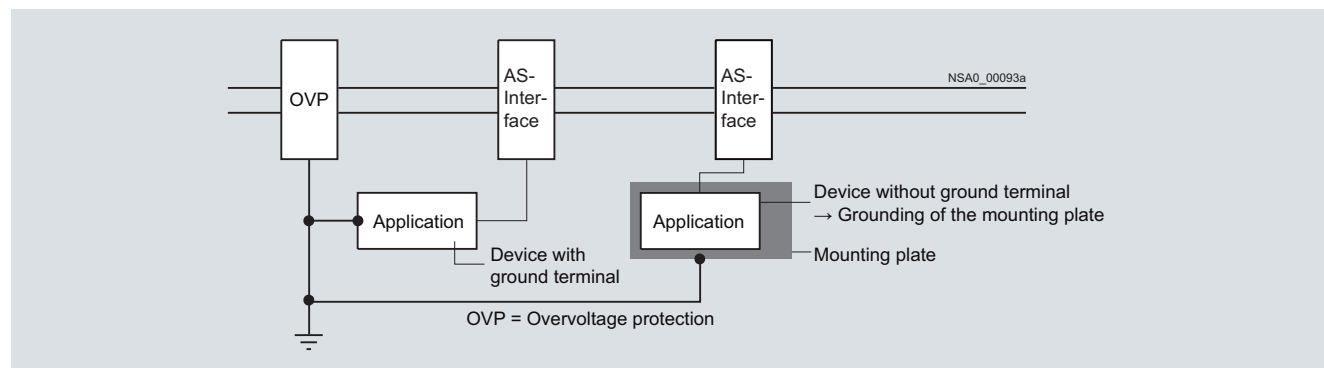 NSA0_00093a
OVP
AS-
Inter-
face
AS-
Inter-
face
Application
Device with
ground terminal
Application
Device without ground terminal
→ Grounding of the mounting plate
Mounting plate
OVP = Overvoltage protection